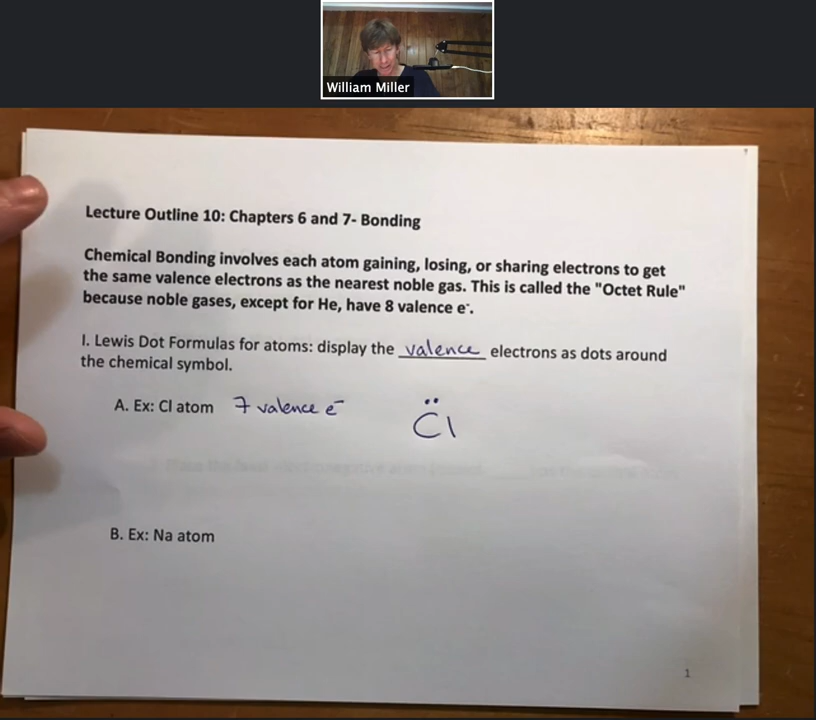 William Miller
Lecture Outline 10: Chapters 6 and 7- Bonding
Chemical Bonding involves each atom gaining, losing, or sharing electrons to get
the same valence electrons as the nearest noble gas. This is called the "Octet Rule"
because noble gases, except for He, have 8 valence e⁻.
I. Lewis Dot Formulas for atoms: display the valence electrons as dots around
the chemical symbol.
A. Ex: Cl atom 7 valence e⁻ C̈l
B. Ex: Na atom
1